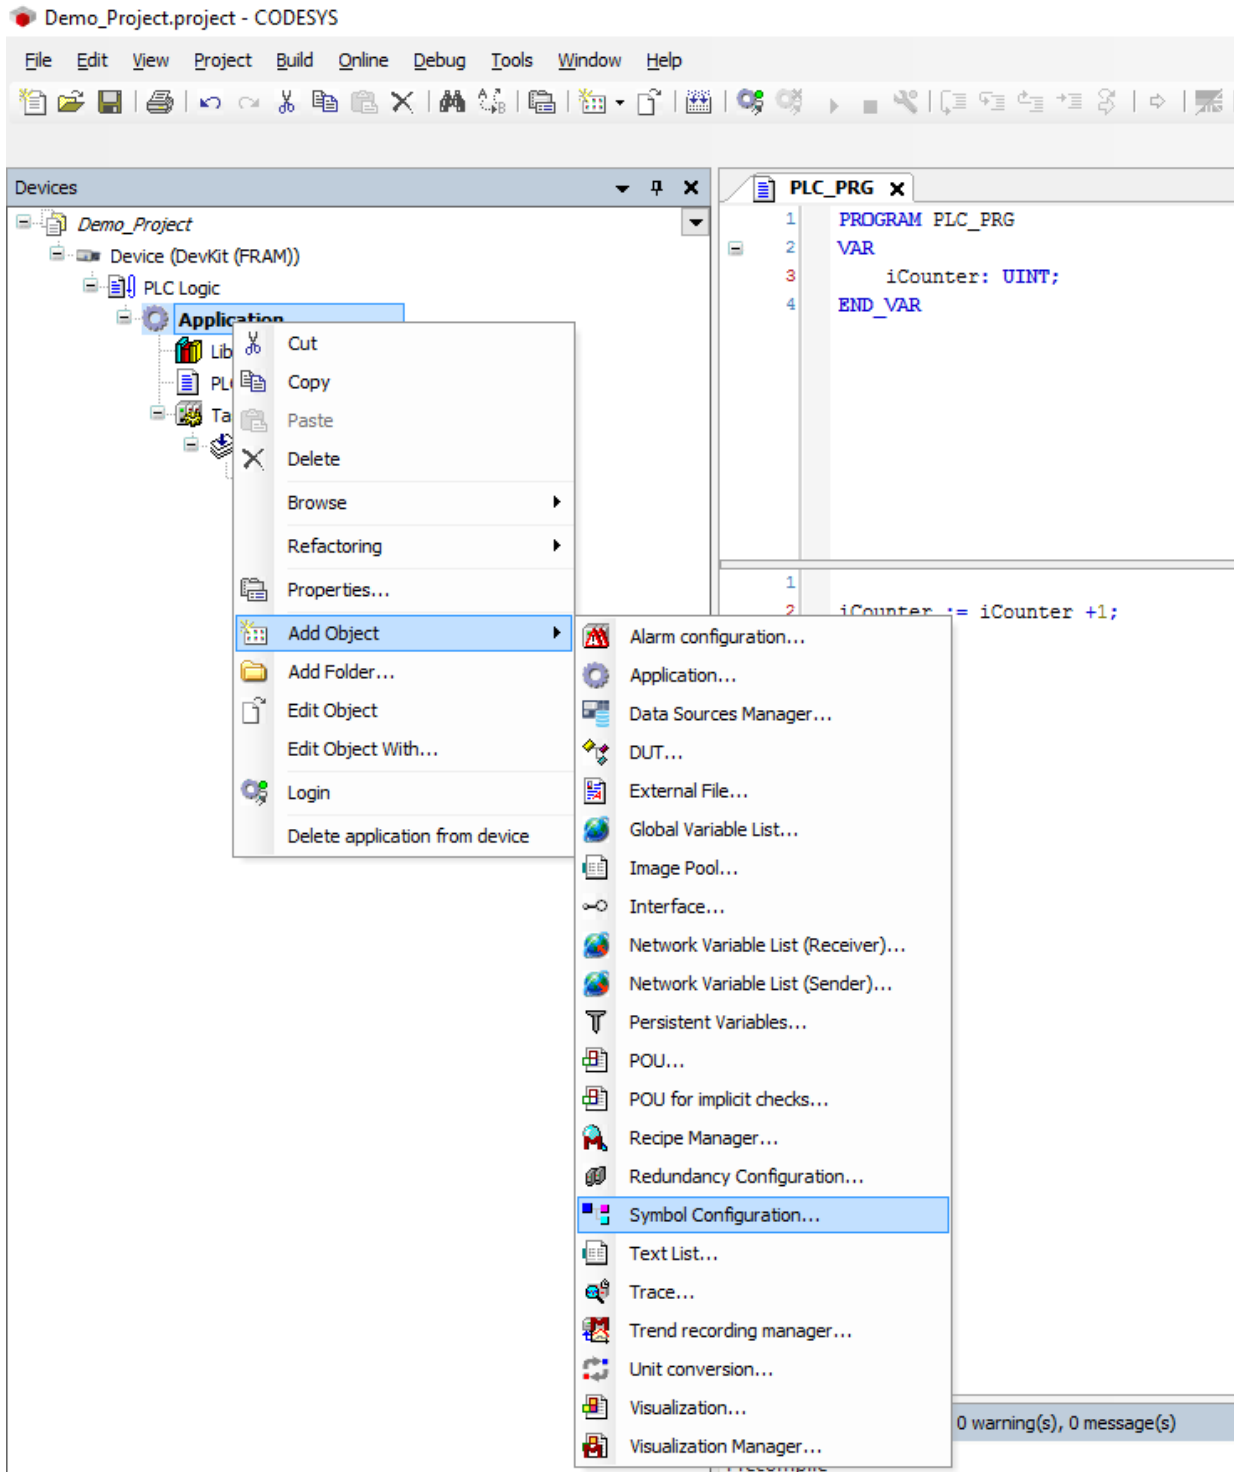 Demo_Project.project - CODESYS
File Edit View Project Build Online Debug Tools Window Help
Devices
Demo_Project
Device (DevKit (FRAM))
PLC Logic
Application
Lib
PL
Ta
Cut
Copy
Paste
Delete
Browse
Refactoring
Properties...
Add Object
Add Folder...
Edit Object
Edit Object With...
Login
Delete application from device
Alarm configuration...
Application...
Data Sources Manager...
DUT...
External File...
Global Variable List...
Image Pool...
Interface...
Network Variable List (Receiver)...
Network Variable List (Sender)...
Persistent Variables...
POU...
POU for implicit checks...
Recipe Manager...
Redundancy Configuration...
Symbol Configuration...
Text List...
Trace...
Trend recording manager...
Unit conversion...
Visualization...
Visualization Manager...
PLC_PRG
1 PROGRAM PLC_PRG
2 VAR
3 iCounter: UINT;
4 END_VAR
1
2 iCounter := iCounter +1;
0 warning(s), 0 message(s)
Precompile